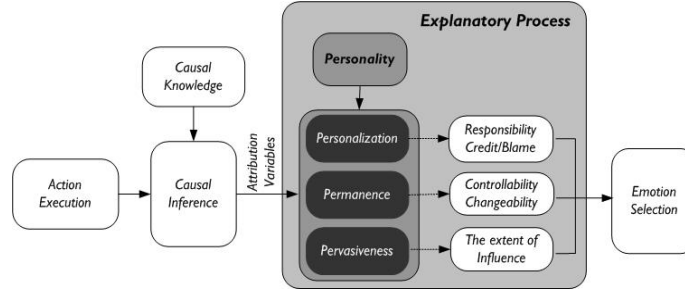 Explanatory Process
Personality
Causal
Knowledge
Action
Execution
Causal
Inference
Attribution
Variables
Personalization
Permanence
Pervasiveness
Responsibility
Credit/Blame
Controllability
Changeability
The extent of
Influence
Emotion
Selection